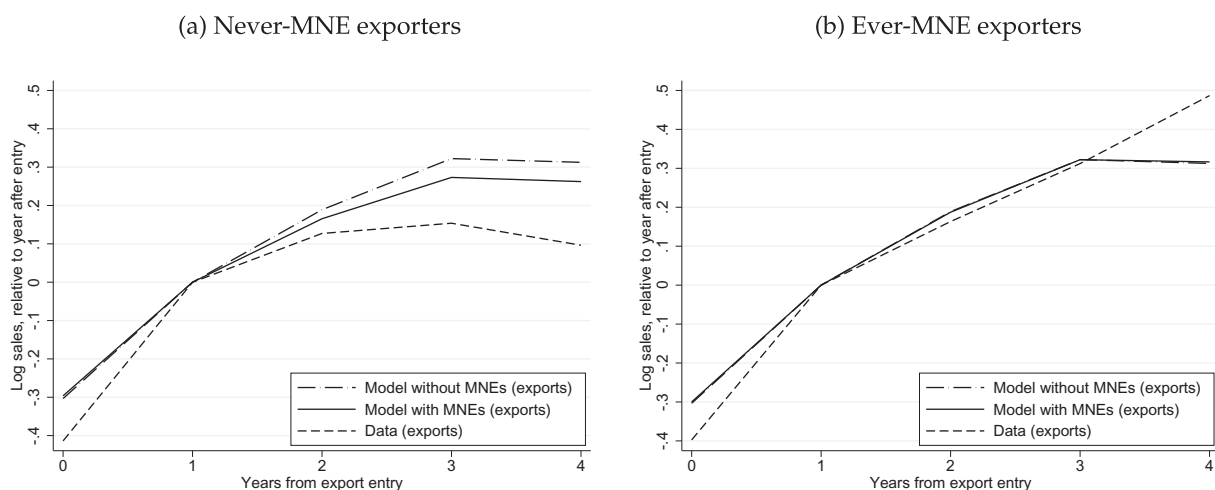 (a) Never-MNE exporters
Log sales, relative to year after entry
.5
.4
.3
.2
.1
0
-.1
-.2
-.3
-.4
0 1 2 3 4
Years from export entry
Model without MNEs (exports)
Model with MNEs (exports)
Data (exports)
(b) Ever-MNE exporters
Log sales, relative to year after entry
.5
.4
.3
.2
.1
0
-.1
-.2
-.3
-.4
0 1 2 3 4
Years from export entry
Model without MNEs (exports)
Model with MNEs (exports)
Data (exports)